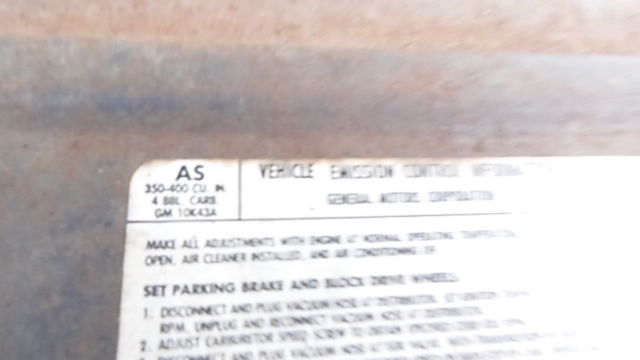 AS
350-400 CU. IN.
4 BBL. CARB.
GM 10K43A
VEHICLE EMISSION CONTROL INFORMATION
GENERAL MOTORS CORPORATION
MAKE ALL ADJUSTMENTS WITH ENGINE AT NORMAL OPERATING TEMPERATURE,
OPEN, AIR CLEANER INSTALLED, AND AIR CONDITIONING
SET PARKING BRAKE AND BLOCK DRIVE WHEELS.
1. DISCONNECT AND PLUG VACUUM HOSE AT DISTRIBUTOR.
R.P.M. UNPLUG AND RECONNECT VACUUM HOSE AT DISTRIBUTOR.
2. ADJUST CARBURETOR SPEED SCREW TO OBTAIN
DISCONNECT AND PLUG VACUUM HOSE AT